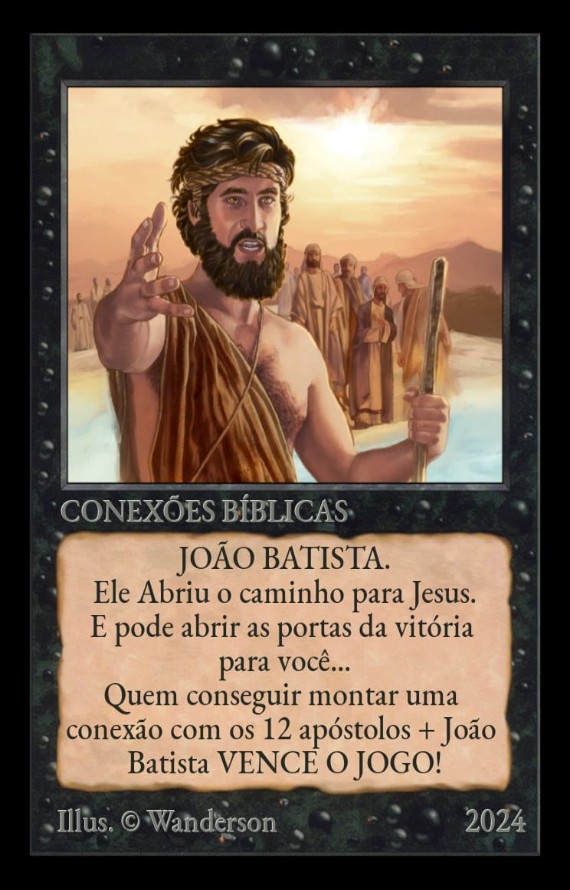 CONEXÕES BÍBLICAS
JOÃO BATISTA.
Ele Abriu o caminho para Jesus.
E pode abrir as portas da vitória
para você...
Quem conseguir montar uma
conexão com os 12 apóstolos + João
Batista VENCE O JOGO!
Illus. © Wanderson
2024